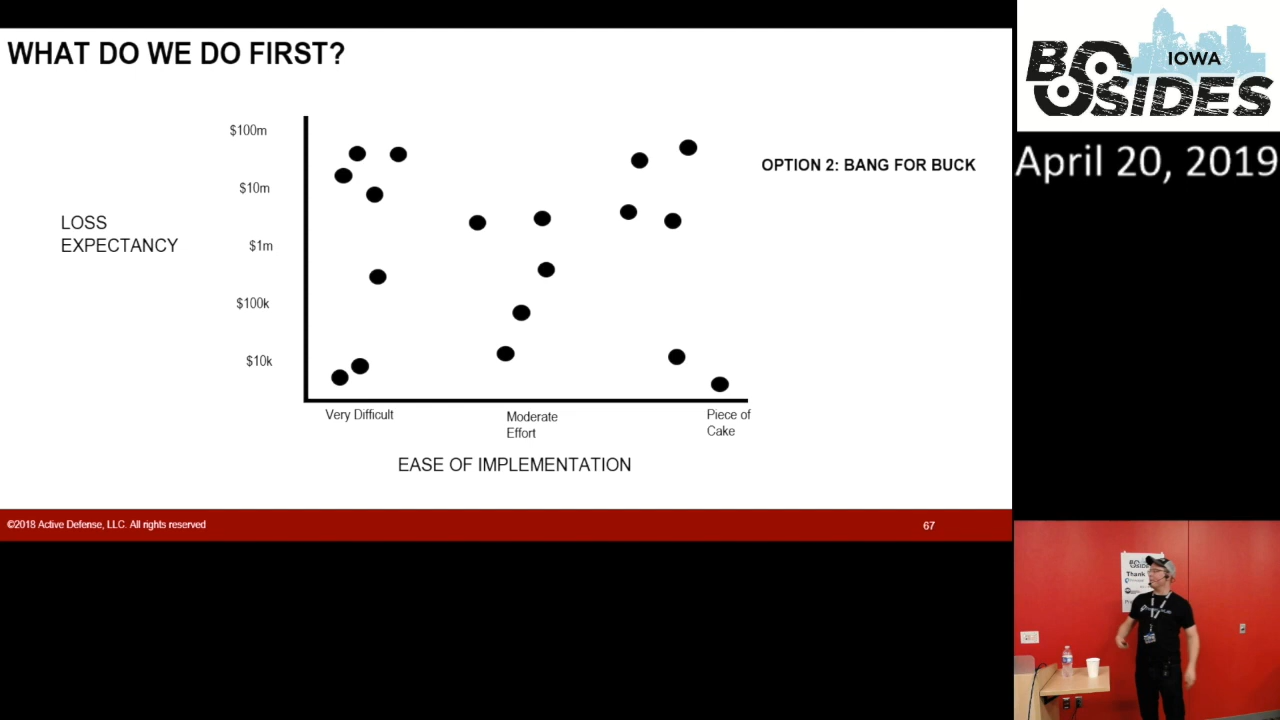 WHAT DO WE DO FIRST?
$100m
$10m
$1m
$100k
$10k
LOSS
EXPECTANCY
OPTION 2: BANG FOR BUCK
Very Difficult
Moderate
Effort
Piece of
Cake
EASE OF IMPLEMENTATION
©2018 Active Defense, LLC. All rights reserved
67
BSIDES
IOWA
April 20, 2019
BSIDES
Thank